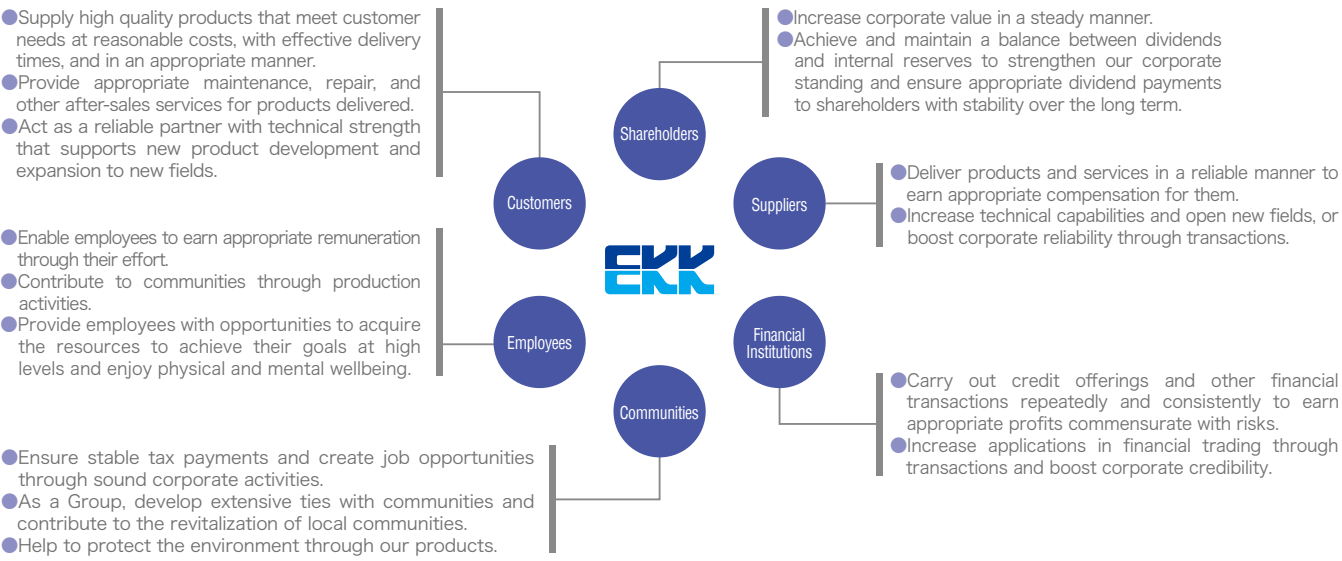 ●Supply high quality products that meet customer
needs at reasonable costs, with effective delivery
times, and in an appropriate manner.
●Provide appropriate maintenance, repair, and
other after-sales services for products delivered.
●Act as a reliable partner with technical strength
that supports new product development and
expansion to new fields.
Customers
●Increase corporate value in a steady manner.
●Achieve and maintain a balance between dividends
and internal reserves to strengthen our corporate
standing and ensure appropriate dividend payments
to shareholders with stability over the long term.
Shareholders
●Deliver products and services in a reliable manner to
earn appropriate compensation for them.
●Increase technical capabilities and open new fields, or
boost corporate reliability through transactions.
Suppliers
EKK
●Enable employees to earn appropriate remuneration
through their effort.
●Contribute to communities through production
activities.
●Provide employees with opportunities to acquire
the resources to achieve their goals at high
levels and enjoy physical and mental wellbeing.
Employees
Financial
Institutions
●Carry out credit offerings and other financial
transactions repeatedly and consistently to earn
appropriate profits commensurate with risks.
●Increase applications in financial trading through
transactions and boost corporate credibility.
Communities
●Ensure stable tax payments and create job opportunities
through sound corporate activities.
●As a Group, develop extensive ties with communities and
contribute to the revitalization of local communities.
●Help to protect the environment through our products.